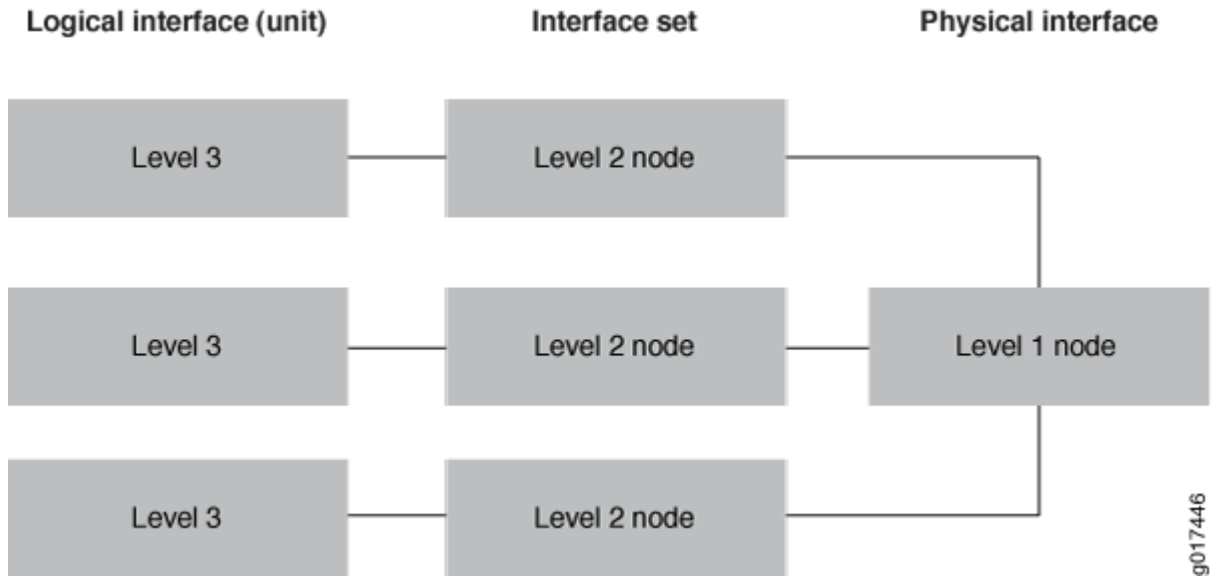 Logical interface (unit) Interface set Physical interface
Level 3 Level 2 node
Level 3 Level 2 node Level 1 node
Level 3 Level 2 node
g017446